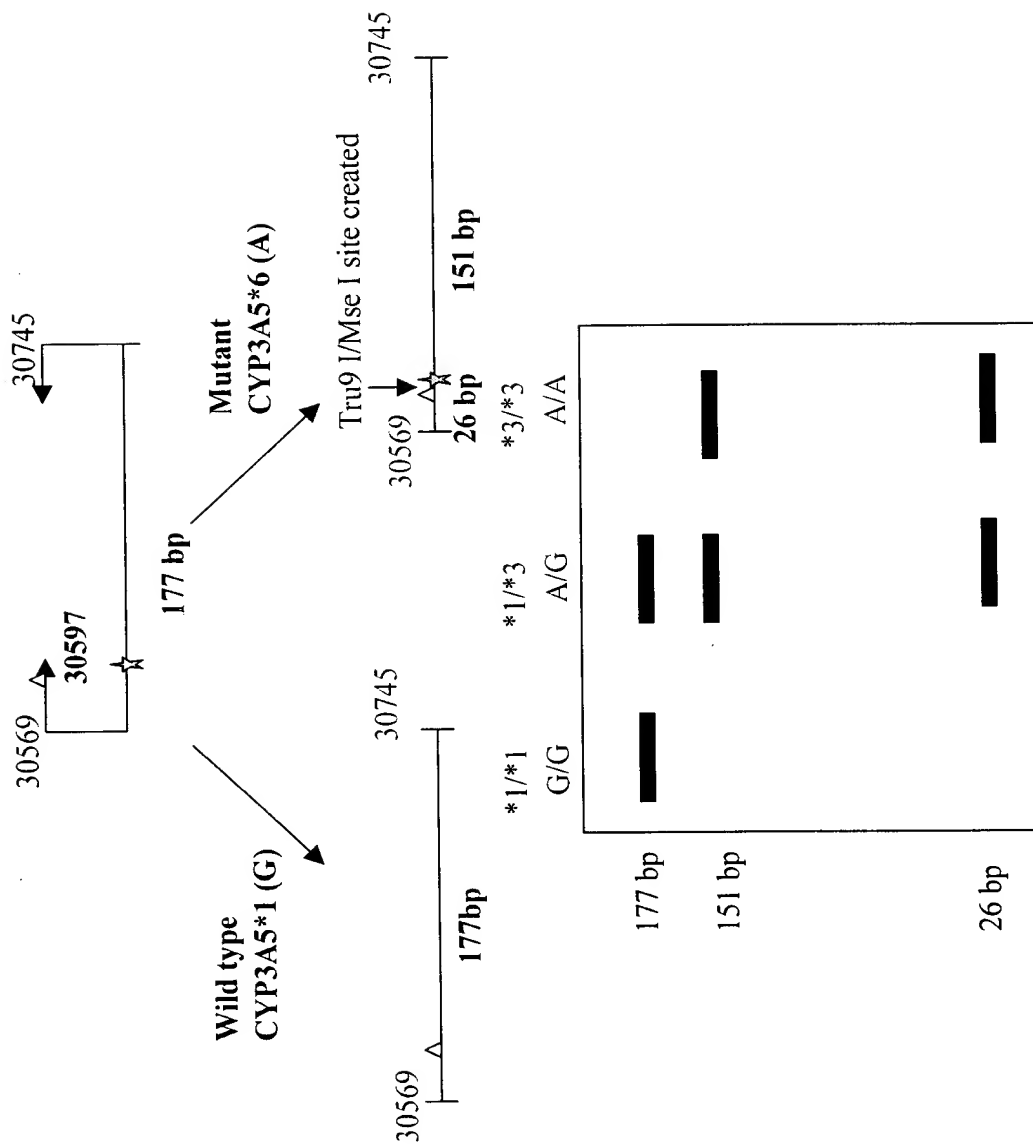 30569
30597
30745
177 bp
Wild type
CYP3A5*1 (G)
Mutant
CYP3A5*6 (A)
Tru9 I/Mse I site created
30569
30745
177bp
30569
30745
26 bp
151 bp
*1/*1
*1/*3
*3/*3
G/G
A/G
A/A
177 bp
151 bp
26 bp